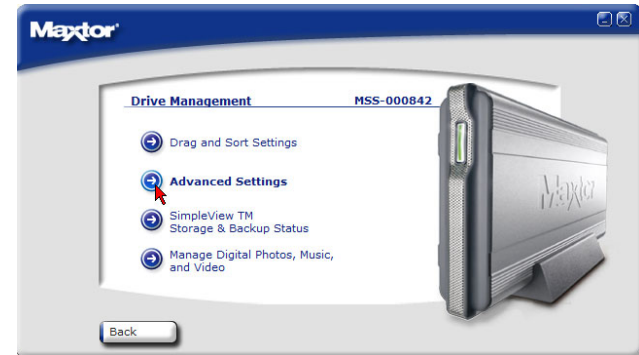 Maxtor
Drive Management MSS-000842
Drag and Sort Settings
Advanced Settings
SimpleView TM
Storage & Backup Status
Manage Digital Photos, Music,
and Video
Maxtor
Back